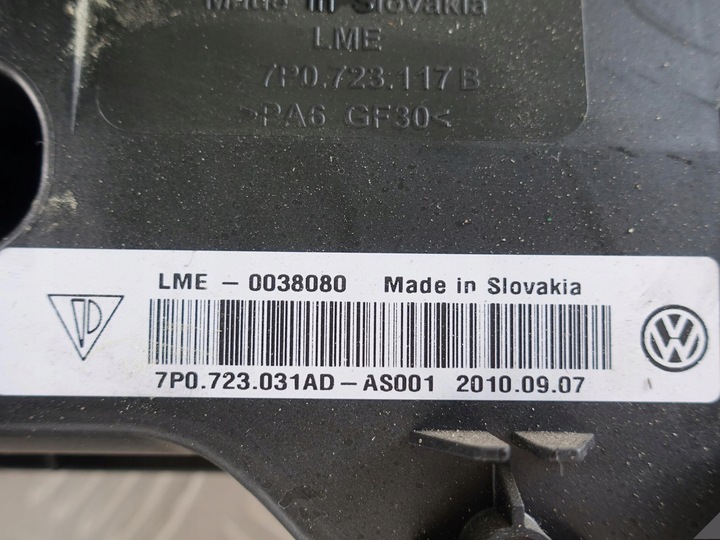 Made in Slovakia
LME
7P0.723.117B
>PA6 GF30<
LME - 0038080 Made in Slovakia
7P0.723.031AD-AS001 2010.09.07